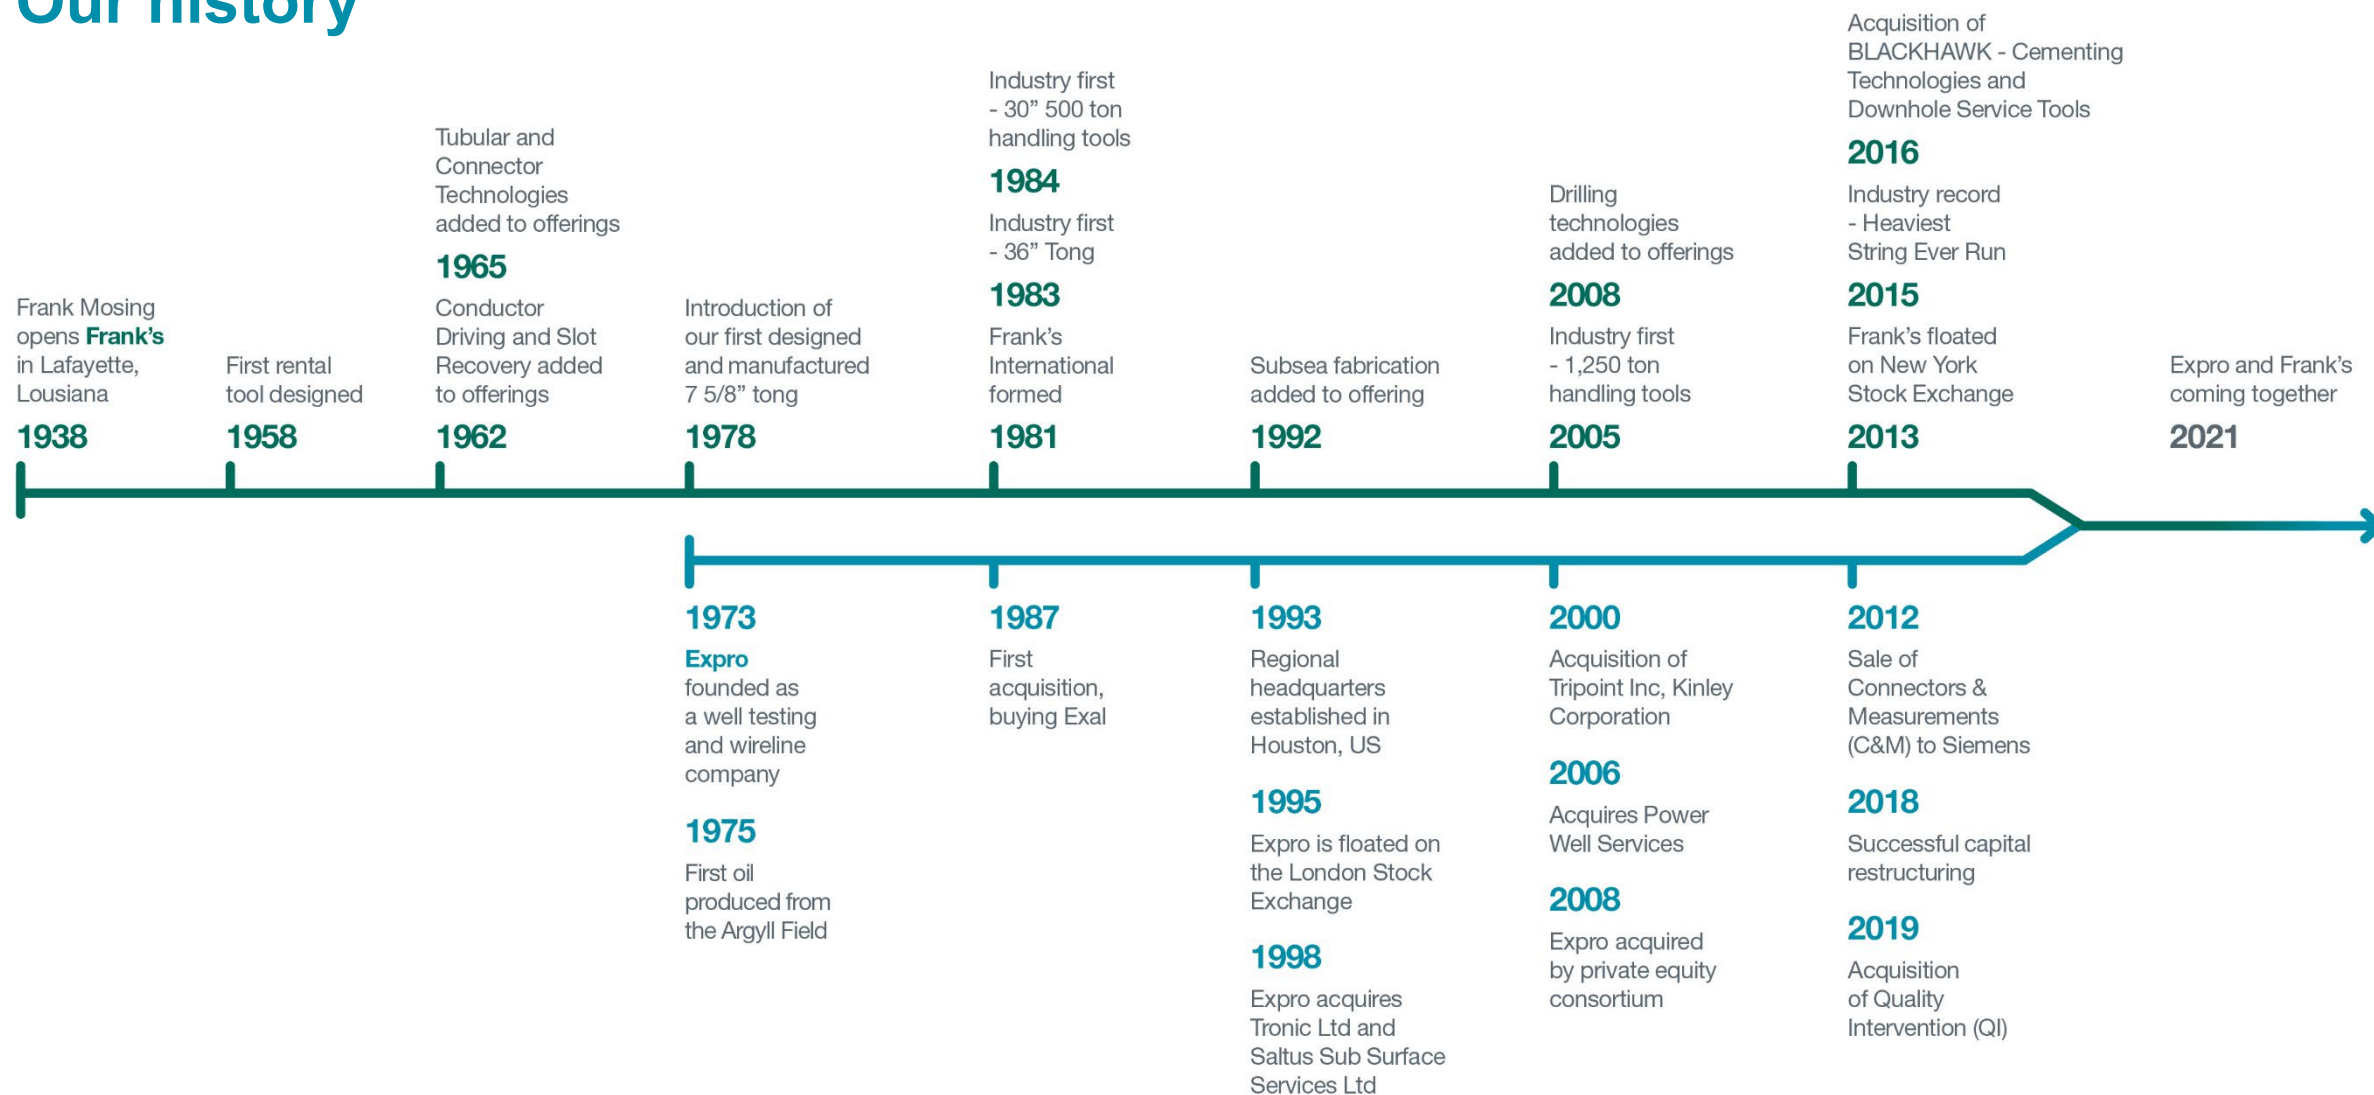 Our history
Frank Mosing
opens Frank's
in Lafayette,
Lousiana
1938
First rental
tool designed
1958
Tubular and
Connector
Technologies
added to offerings
1965
Conductor
Driving and Slot
Recovery added
to offerings
1962
Introduction of
our first designed
and manufactured
7 5/8” tong
1978
Industry first
- 30” 500 ton
handling tools
1984
Industry first
- 36” Tong
1983
Frank's
International
formed
1981
Subsea fabrication
added to offering
1992
Drilling
technologies
added to offerings
2008
Industry first
- 1,250 ton
handling tools
2005
Acquisition of
BLACKHAWK - Cementing
Technologies and
Downhole Service Tools
2016
Industry record
- Heaviest
String Ever Run
2015
Frank's floated
on New York
Stock Exchange
2013
Expro and Frank's
coming together
2021
1973
Expro
founded as
a well testing
and wireline
company
1975
First oil
produced from
the Argyll Field
1987
First
acquisition,
buying Exal
1993
Regional
headquarters
established in
Houston, US
1995
Expro is floated on
the London Stock
Exchange
1998
Expro acquires
Tronic Ltd and
Saltus Sub Surface
Services Ltd
2000
Acquisition of
Tripoint Inc, Kinley
Corporation
2006
Acquires Power
Well Services
2008
Expro acquired
by private equity
consortium
2012
Sale of
Connectors &
Measurements
(C&M) to Siemens
2018
Successful capital
restructuring
2019
Acquisition
of Quality
Intervention (QI)